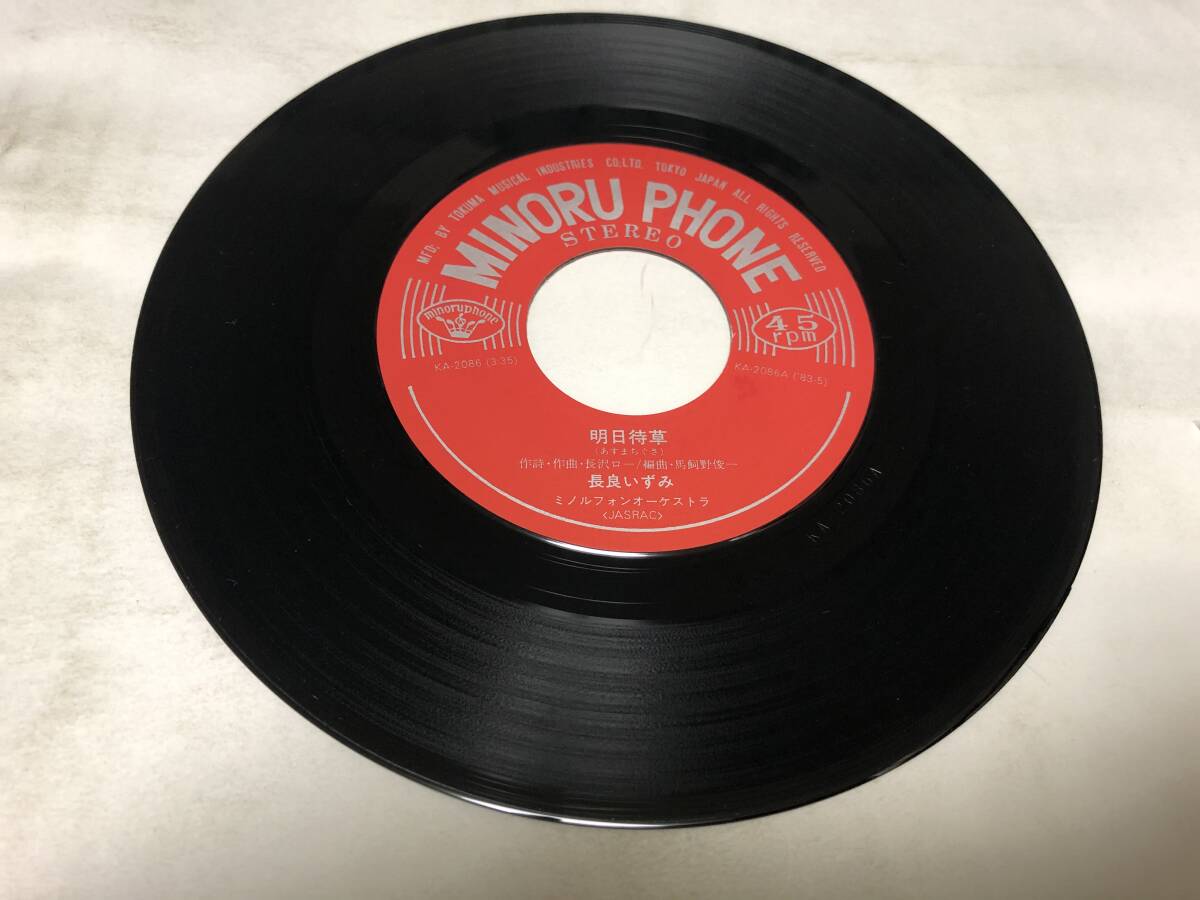 MFD. BY TOKUMA MUSICAL INDUSTRIES CO.,LTD. TOKYO JAPAN ALL RIGHTS RESERVED
MINORU PHONE
STEREO
minoruphone
45
rpm
KA-2086 (3:35)
KA-2086A ('83·5)
明日待草
(あすまちぐさ)
作詩・作曲・長沢ロー/編曲・馬飼野俊一
長良いずみ
ミノルフォンオーケストラ
<JASRAC>
KA 2086A